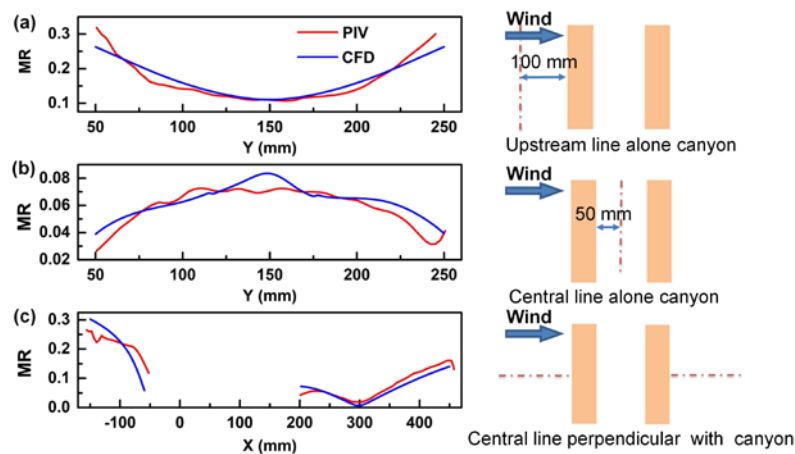 (a)
MR
0.3
0.2
0.1
PIV
CFD
50
100
150
200
250
Y (mm)
Wind
100 mm
Upstream line alone canyon
(b)
MR
0.08
0.06
0.04
0.02
50
100
150
200
250
Y (mm)
Wind
50 mm
Central line alone canyon
(c)
MR
0.3
0.2
0.1
0.0
-100
0
100
200
300
400
X (mm)
Wind
Central line perpendicular with canyon